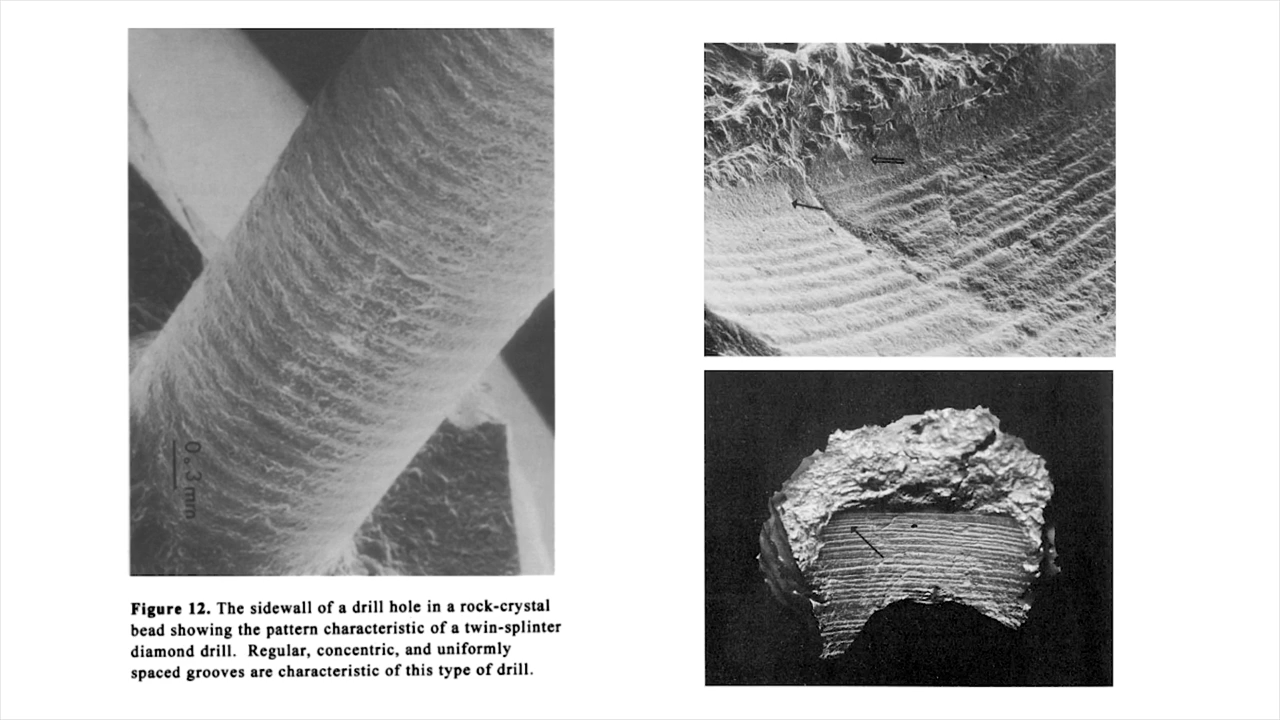 0.3 mm
Figure 12. The sidewall of a drill hole in a rock-crystal
bead showing the pattern characteristic of a twin-splinter
diamond drill. Regular, concentric, and uniformly
spaced grooves are characteristic of this type of drill.